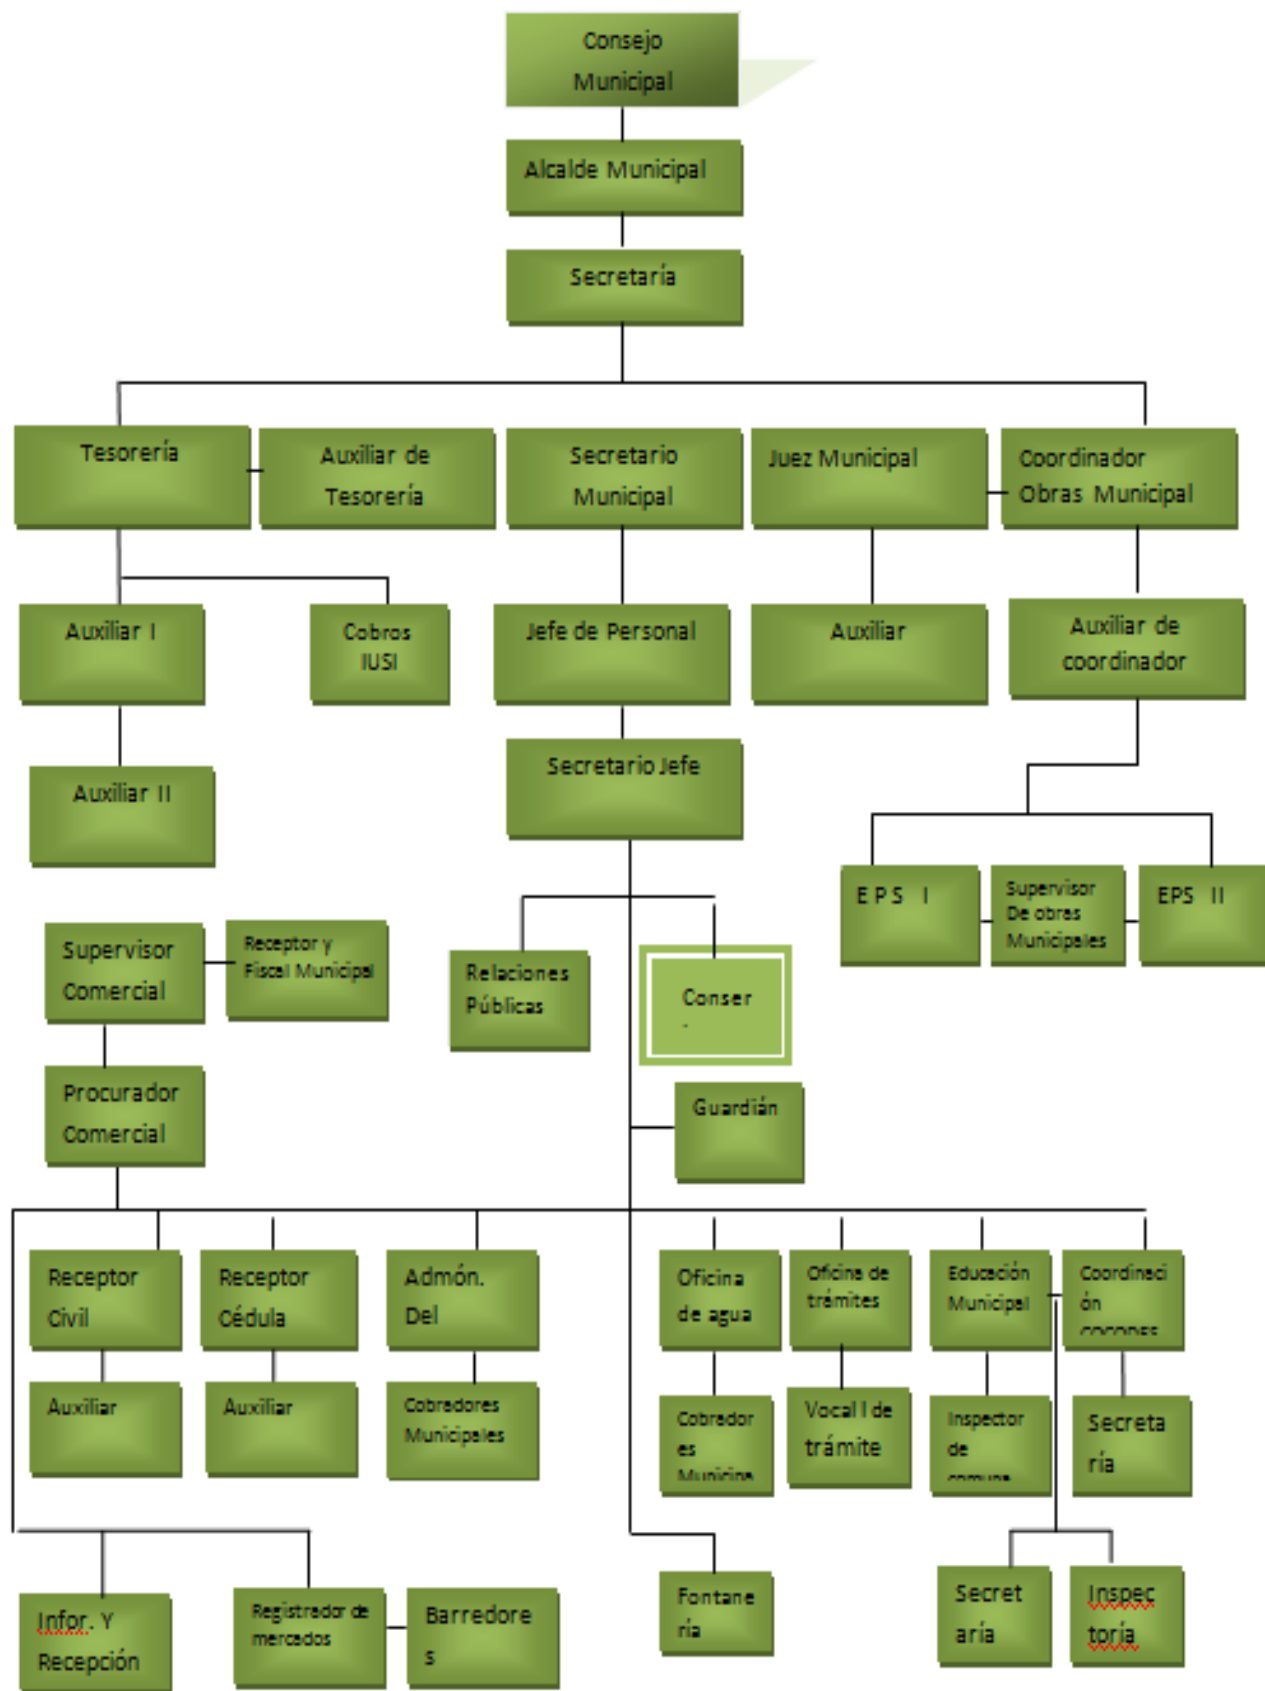 Consejo
Municipal
Alcalde Municipal
Secretaría
Tesorería
Auxiliar de
Tesorería
Secretario
Municipal
Juez Municipal
Coordinador
Obras Municipal
Auxiliar I
Cobros
IUSI
Jefe de Personal
Auxiliar
Auxiliar de
coordinador
Auxiliar II
Secretario Jefe
E P S I
Supervisor
De obras
Municipales
EPS II
Supervisor
Comercial
Receptor y
Fiscal Municipal
Relaciones
Públicas
Conser
Procurador
Comercial
Guardián
Receptor
Civil
Receptor
Cédula
Admón.
Del
Oficina
de agua
Oficina de
trámites
Educación
Municipal
Coordinaci
ón
Auxiliar
Auxiliar
Cobradores
Municipales
Cobrador
es
Municipa
Vocal I de
trámite
Inspector
de
Secreta
ría
Infor. Y
Recepción
Registrador de
mercados
Barredore
s
Fontane
ría
Secret
aría
Inspec
toría